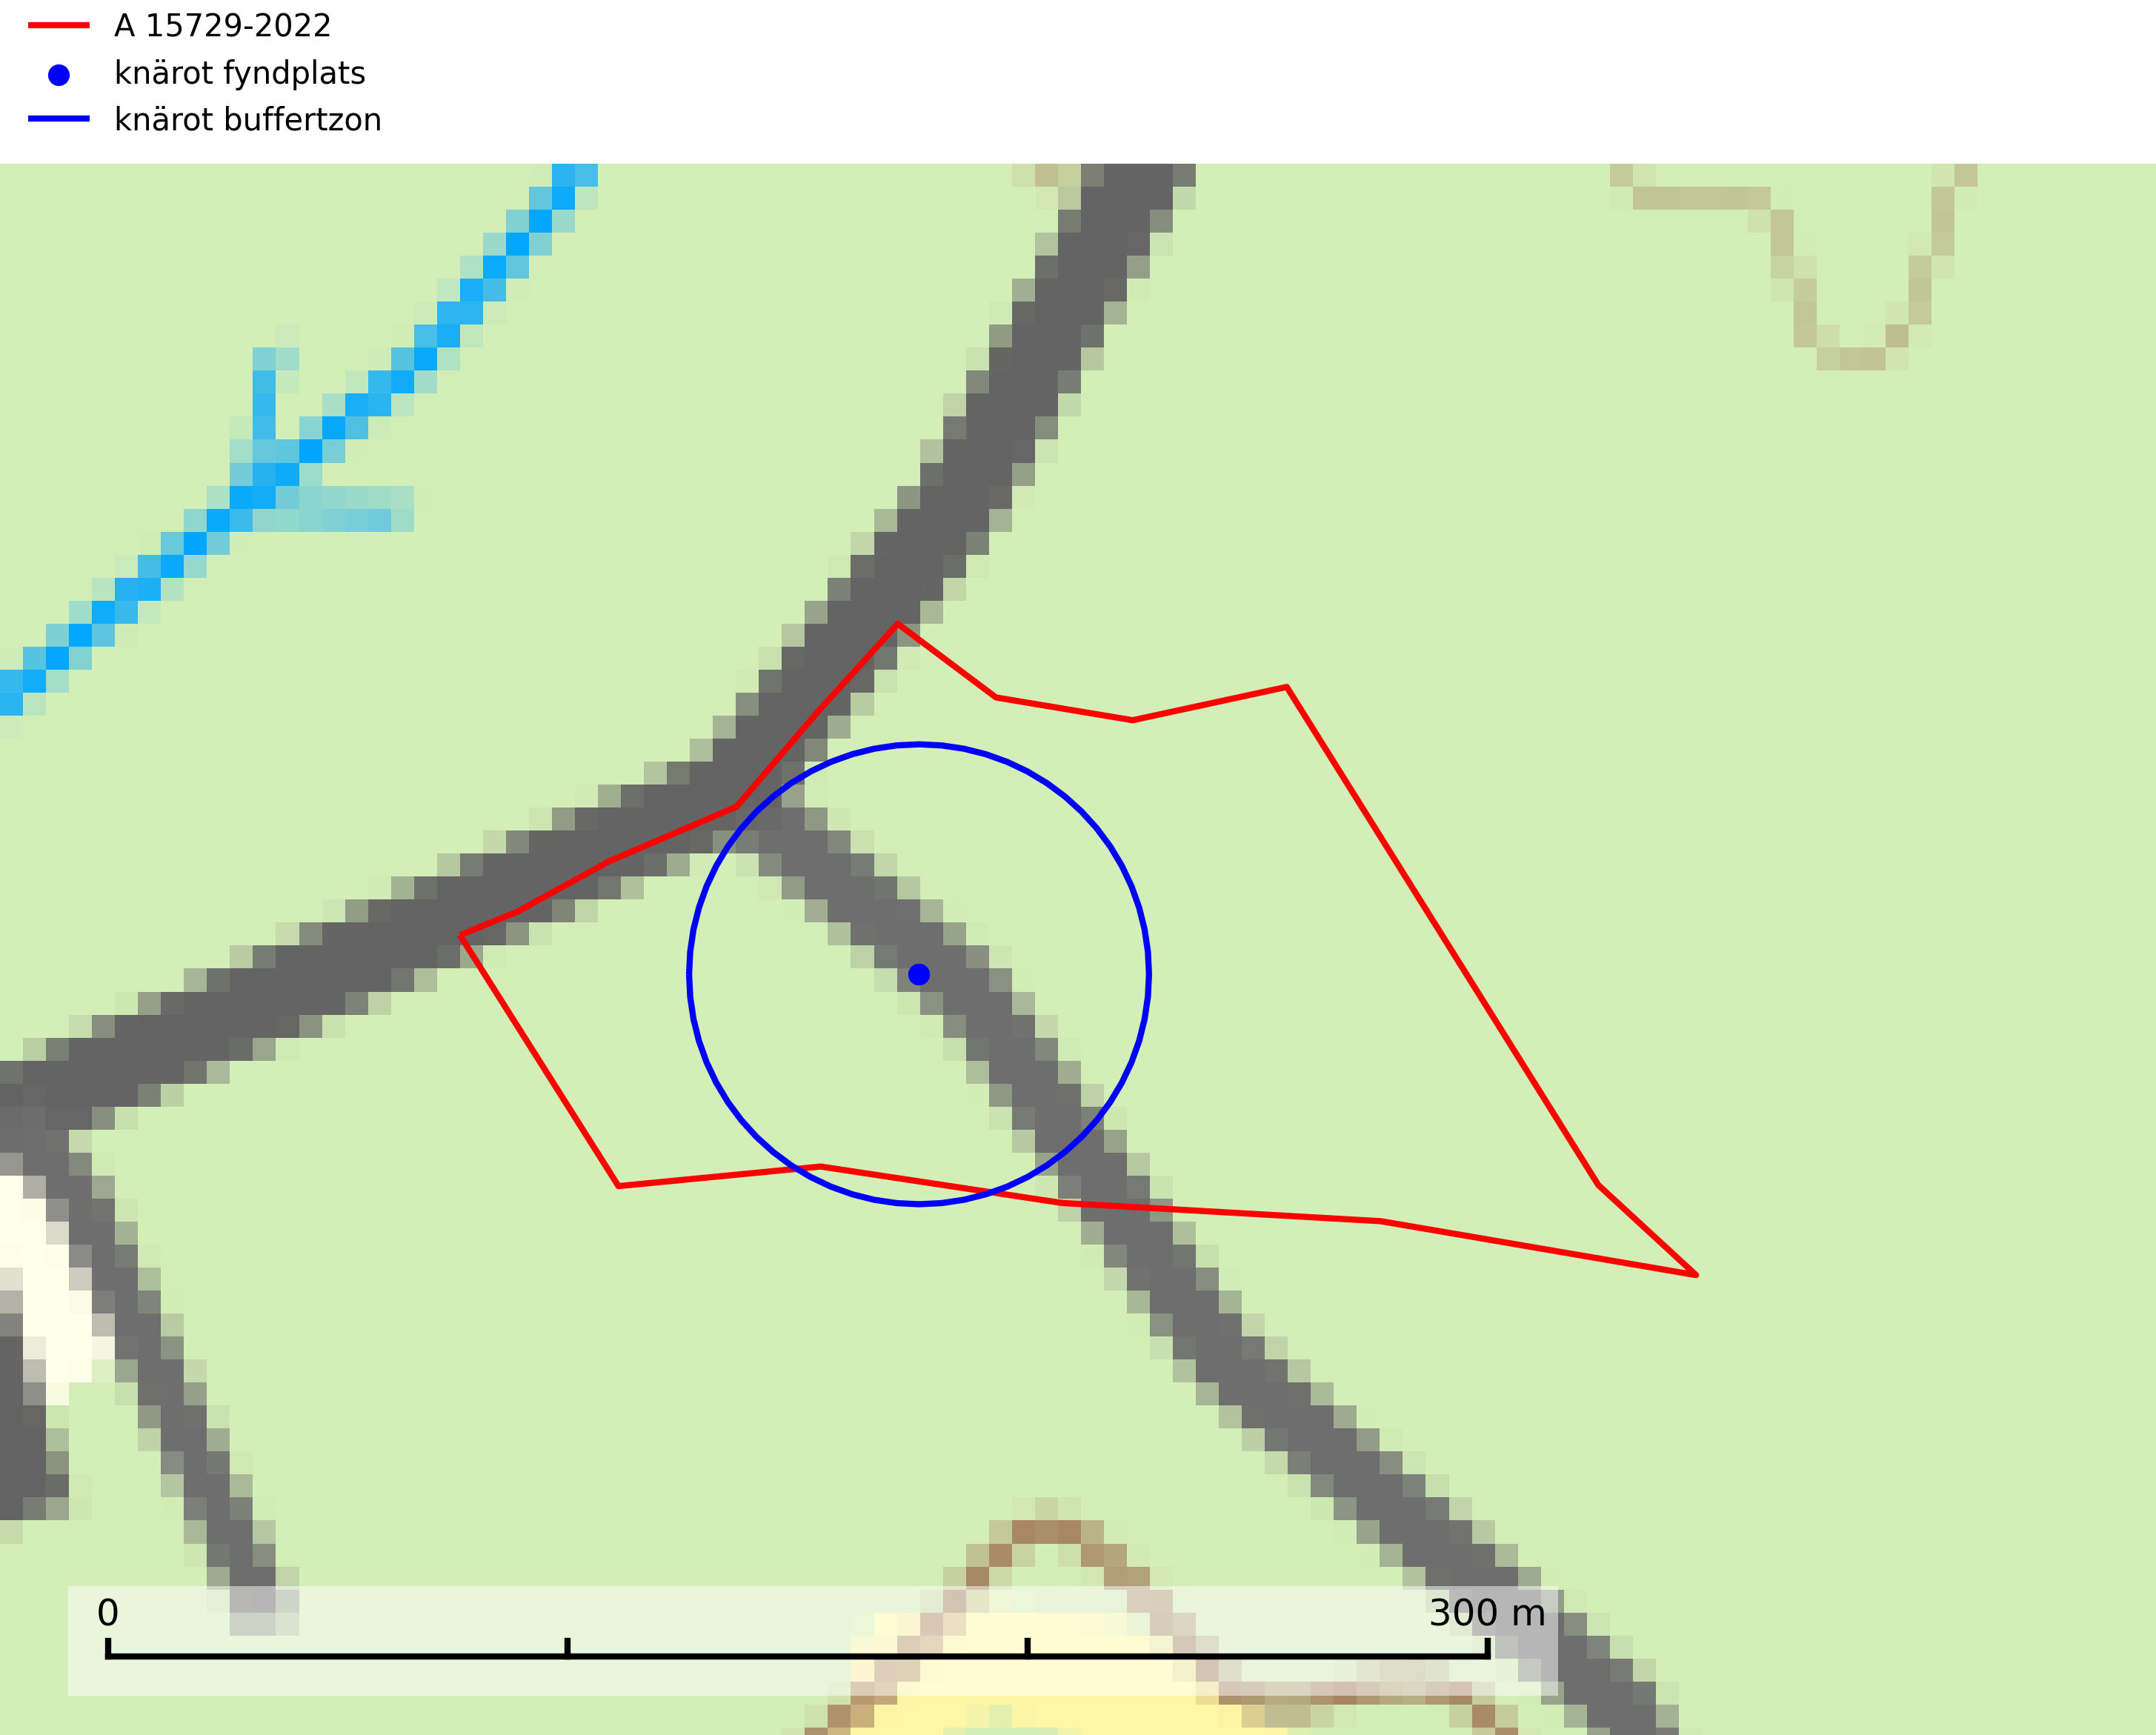 A 15729-2022
knärot fyndplats
knärot buffertzon
0
300 m